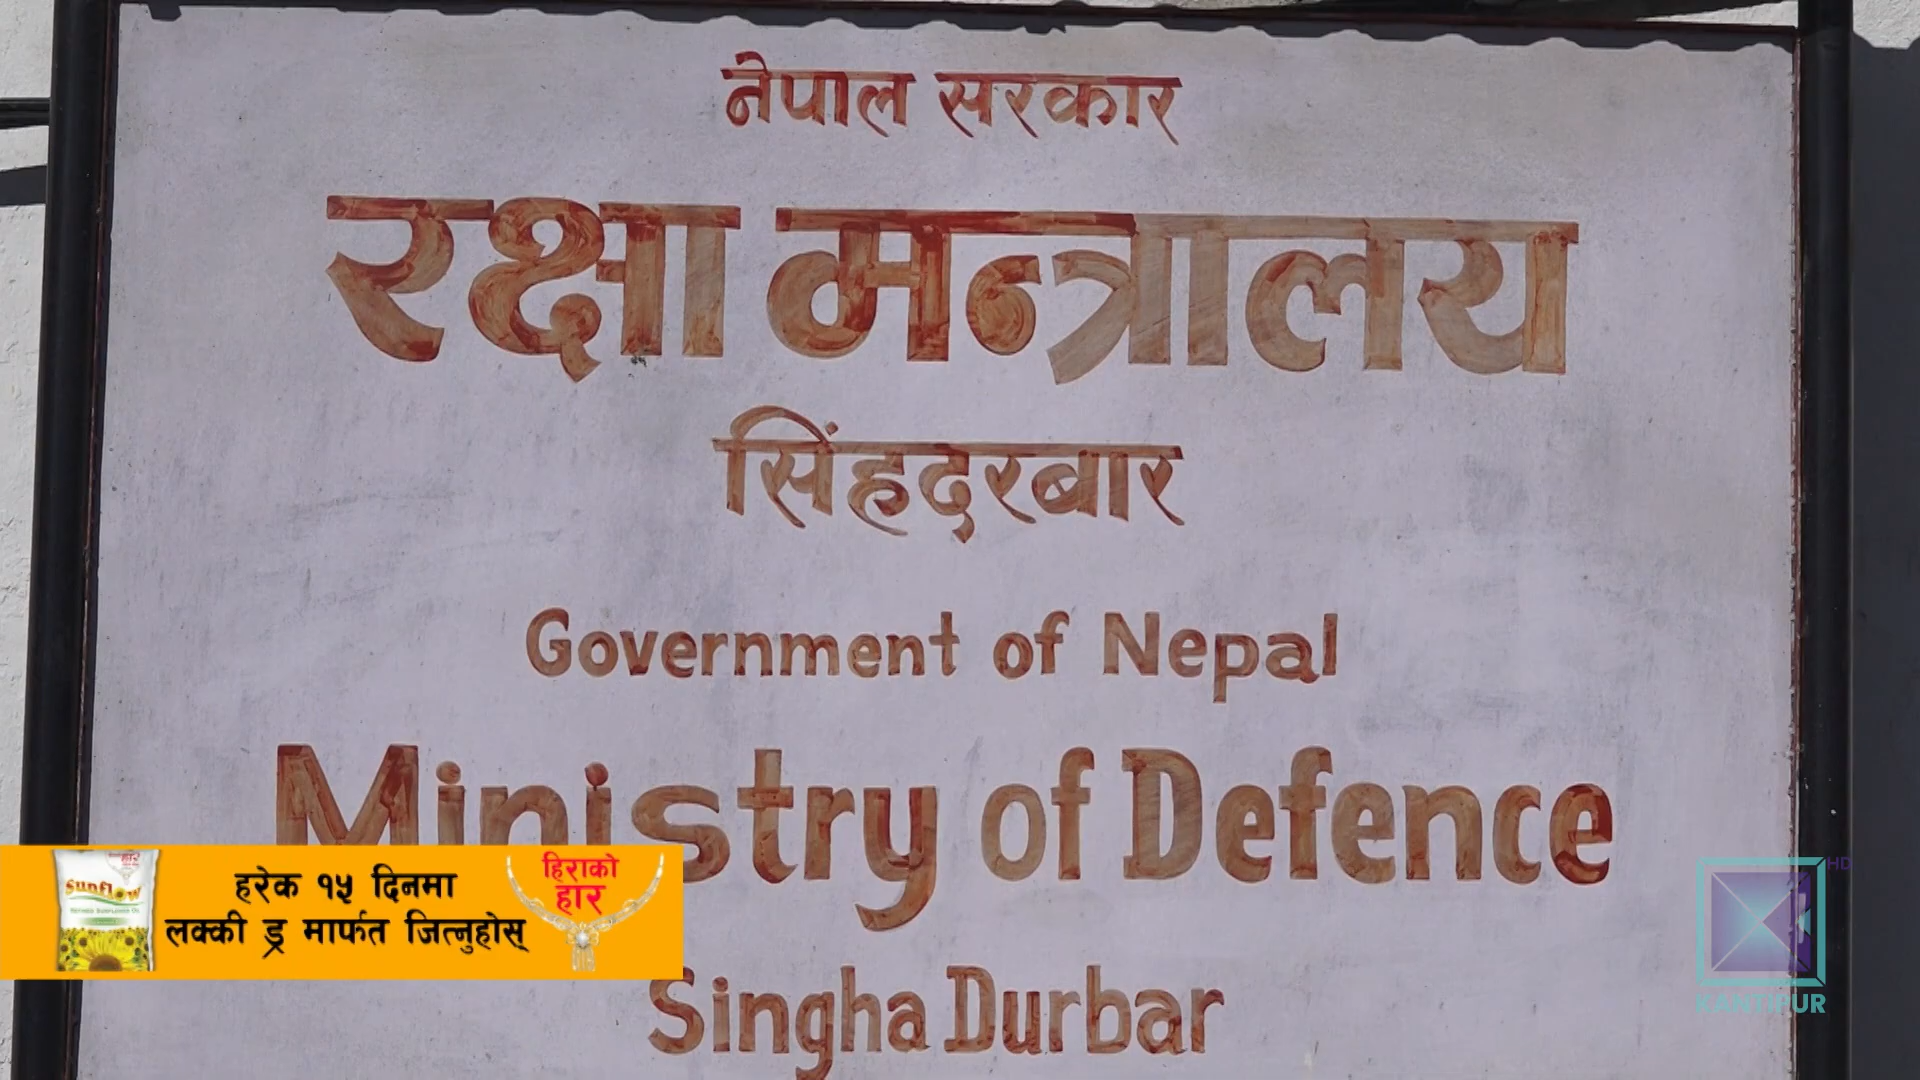 नेपाल सरकार
रक्षा मन्त्रालय
सिंहदरबार
Government of Nepal
Ministry of Defence
Singha Durbar
Sunflow
हरेक १५ दिनमा
लक्की ड्र मार्फत जित्नुहोस्
हिराको
हार
HD
KANTIPUR